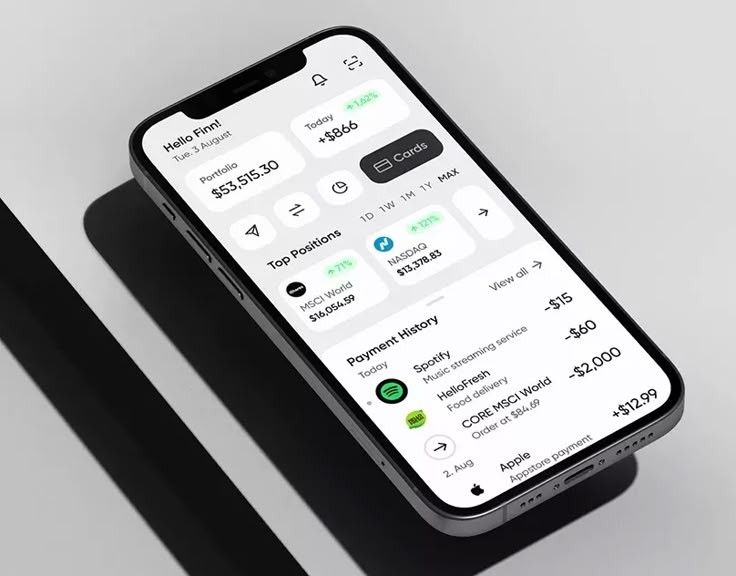 Hello Finn!
Tue, 3 August
Portfolio
$53,515.30
Today
1,62%
+$866
Cards
Top Positions
1D 1W 1M 1Y MAX
71%
MSCI World
$16,054.59
121%
NASDAQ
$13,378.83
Payment History
View all
Today
Spotify
Music streaming service
-$15
HelloFresh
Food delivery
-$60
CORE MSCI World
Order at $84.69
-$2,000
2. Aug
Apple
Appstore payment
+$12.99